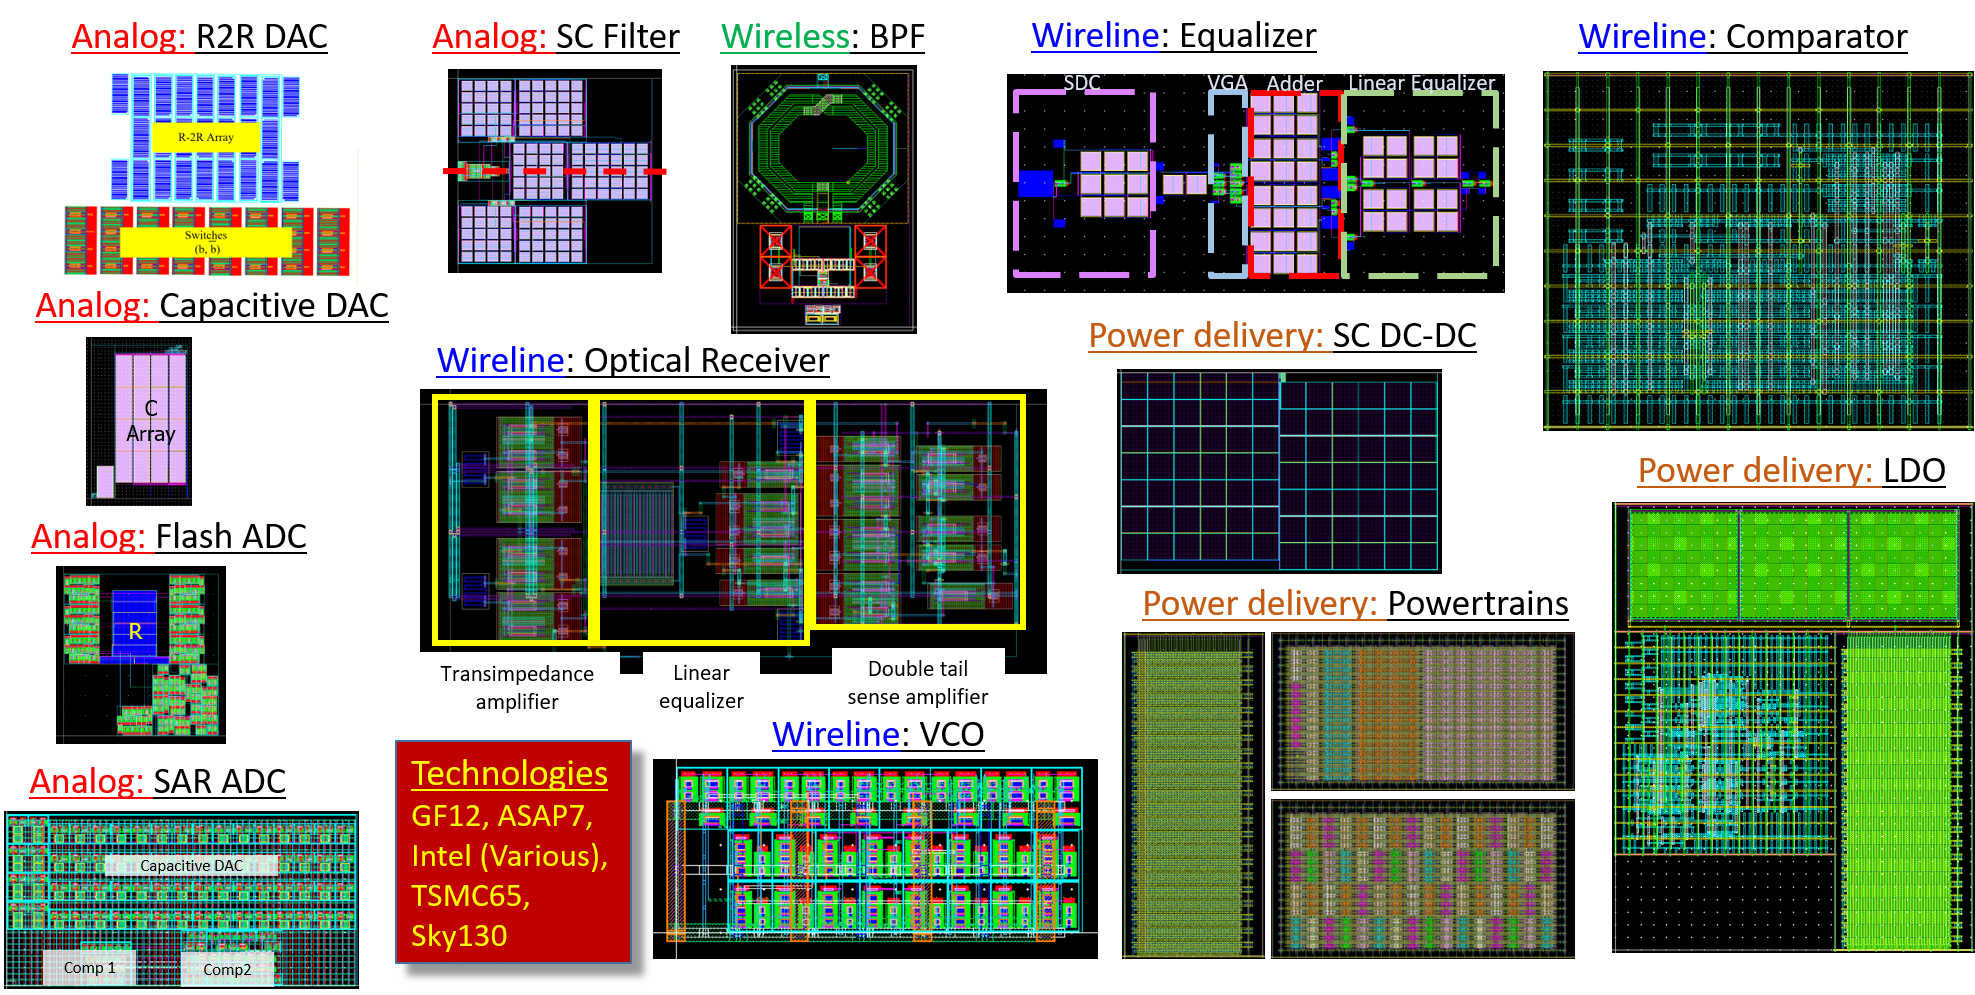 Analog: R2R DAC
R-2R Array
Switches
(b, b̅)
Analog: SC Filter
Wireless: BPF
Wireline: Equalizer
SDC
VGA
Adder
Linear Equalizer
Wireline: Comparator
Analog: Capacitive DAC
C
Array
Wireline: Optical Receiver
Transimpedance
amplifier
Linear
equalizer
Double tail
sense amplifier
Power delivery: SC DC-DC
Power delivery: LDO
Analog: Flash ADC
R
Power delivery: Powertrains
Wireline: VCO
Analog: SAR ADC
Capacitive DAC
Comp 1
Comp2
Technologies
GF12, ASAP7,
Intel (Various),
TSMC65,
Sky130